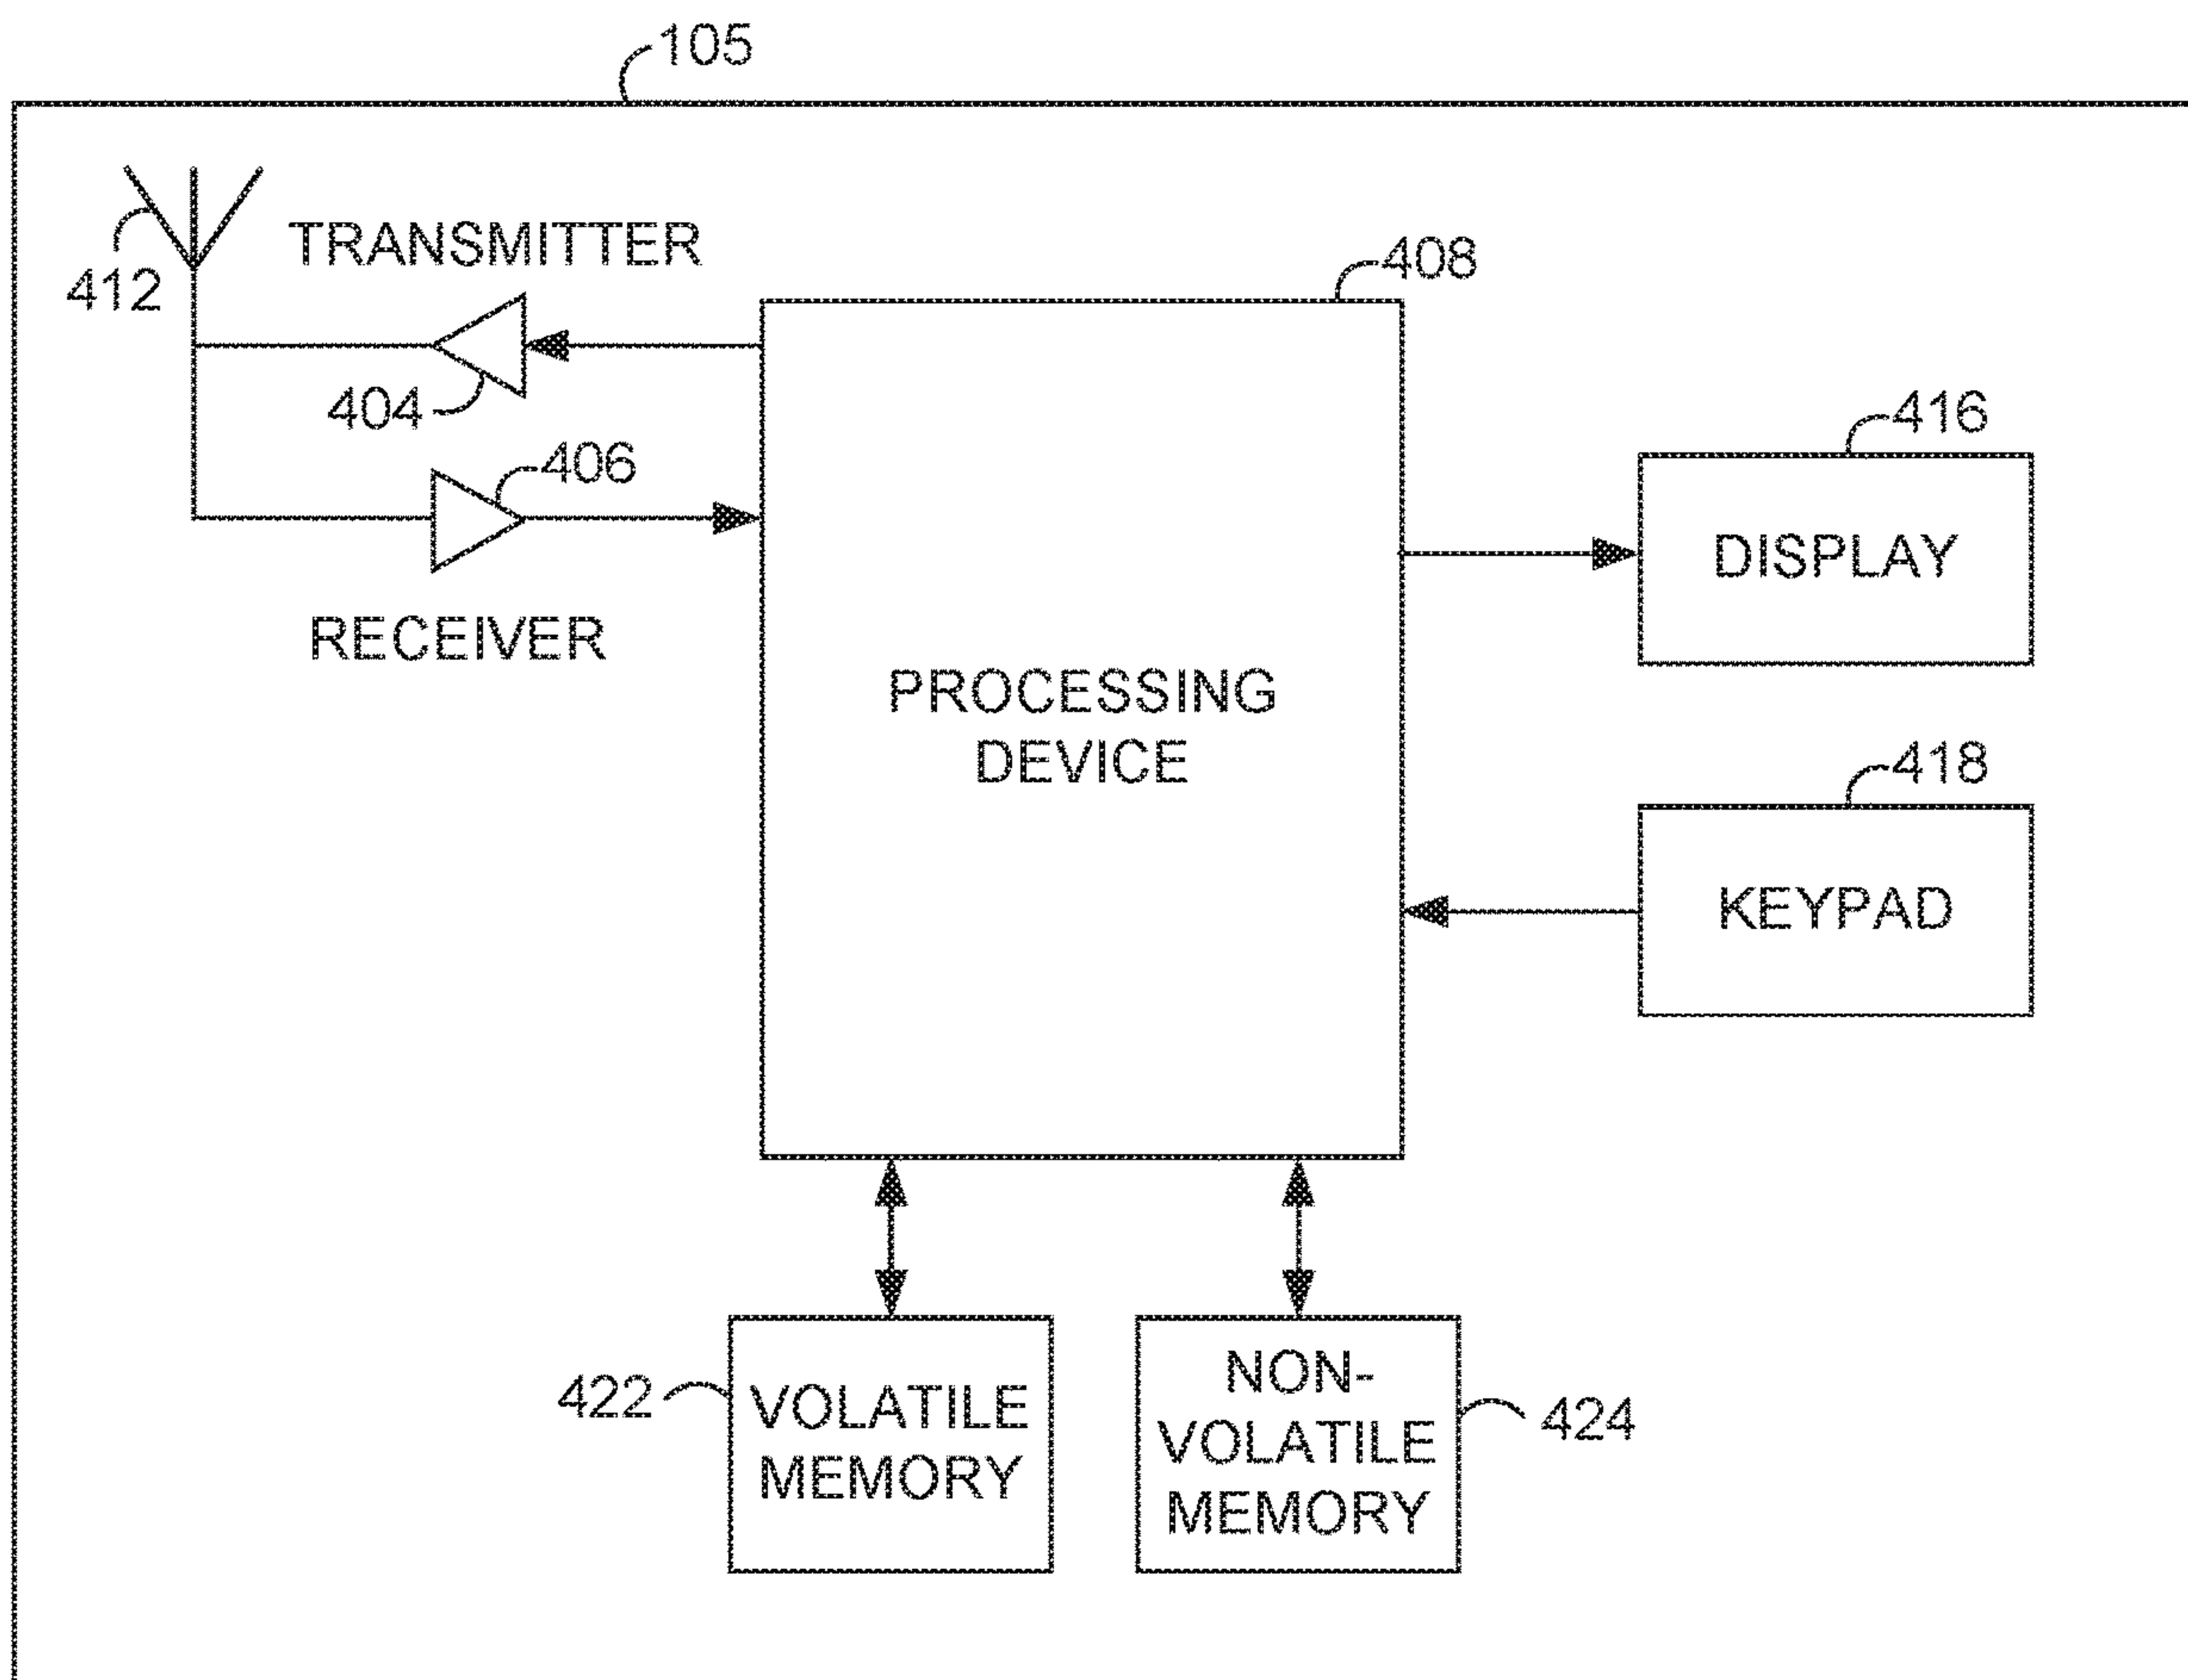 105
412
TRANSMITTER
404
406
RECEIVER
408
PROCESSING
DEVICE
416
DISPLAY
418
KEYPAD
422
VOLATILE
MEMORY
NON-
VOLATILE
MEMORY
424